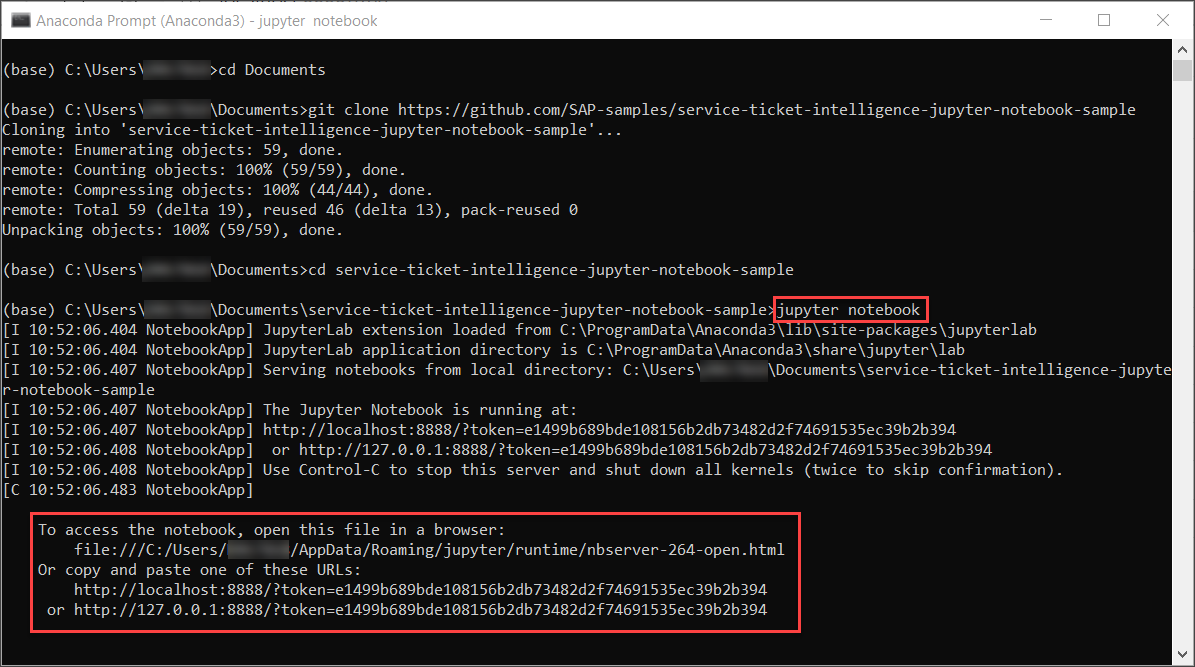 Anaconda Prompt (Anaconda3) - jupyter notebook
(base) C:\Users\ >cd Documents
(base) C:\Users\ \Documents>git clone https://github.com/SAP-samples/service-ticket-intelligence-jupyter-notebook-sample
Cloning into 'service-ticket-intelligence-jupyter-notebook-sample'...
remote: Enumerating objects: 59, done.
remote: Counting objects: 100% (59/59), done.
remote: Compressing objects: 100% (44/44), done.
remote: Total 59 (delta 19), reused 46 (delta 13), pack-reused 0
Unpacking objects: 100% (59/59), done.
(base) C:\Users\ \Documents>cd service-ticket-intelligence-jupyter-notebook-sample
(base) C:\Users\ \Documents\service-ticket-intelligence-jupyter-notebook-sample>jupyter notebook
[I 10:52:06.404 NotebookApp] JupyterLab extension loaded from C:\ProgramData\Anaconda3\lib\site-packages\jupyterlab
[I 10:52:06.404 NotebookApp] JupyterLab application directory is C:\ProgramData\Anaconda3\share\jupyter\lab
[I 10:52:06.407 NotebookApp] Serving notebooks from local directory: C:\Users\ \Documents\service-ticket-intelligence-jupyte
r-notebook-sample
[I 10:52:06.407 NotebookApp] The Jupyter Notebook is running at:
[I 10:52:06.407 NotebookApp] http://localhost:8888/?token=e1499b689bde108156b2db73482d2f74691535ec39b2b394
[I 10:52:06.408 NotebookApp]  or http://127.0.0.1:8888/?token=e1499b689bde108156b2db73482d2f74691535ec39b2b394
[I 10:52:06.408 NotebookApp] Use Control-C to stop this server and shut down all kernels (twice to skip confirmation).
[C 10:52:06.483 NotebookApp]
To access the notebook, open this file in a browser:
file:///C:/Users/ /AppData/Roaming/jupyter/runtime/nbserver-264-open.html
Or copy and paste one of these URLs:
http://localhost:8888/?token=e1499b689bde108156b2db73482d2f74691535ec39b2b394
or http://127.0.0.1:8888/?token=e1499b689bde108156b2db73482d2f74691535ec39b2b394